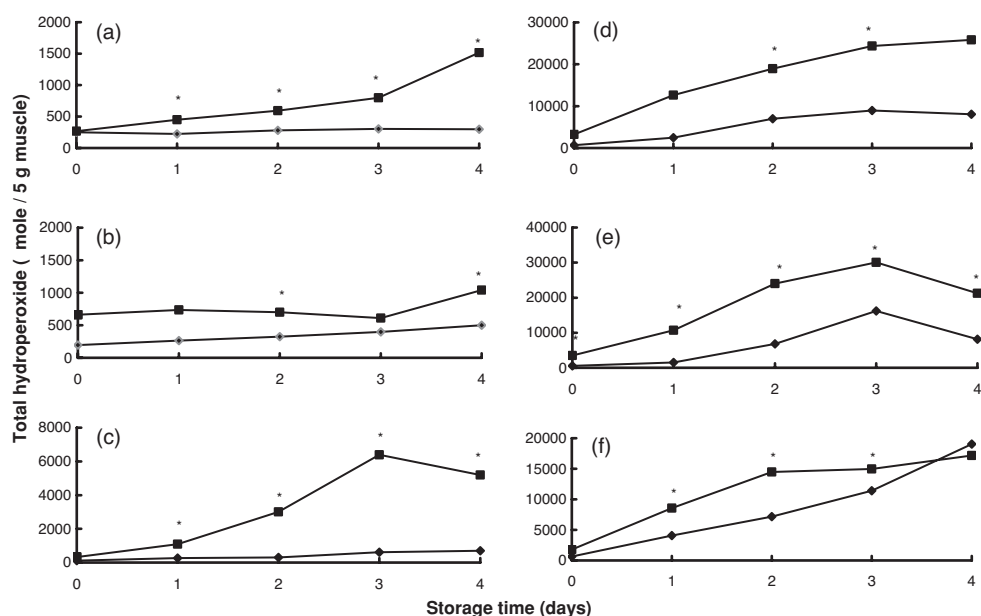 Total hydroperoxide ( mole / 5 g muscle)
(a)
2000
1500
1000
500
0
* * * *
0 1 2 3 4
(b)
2000
1500
1000
500
0
* *
0 1 2 3 4
(c)
8000
6000
4000
2000
0
* * * *
0 1 2 3 4
(d)
30000
20000
10000
0
* *
0 1 2 3 4
(e)
40000
30000
20000
10000
0
* * * * *
0 1 2 3 4
(f)
20000
15000
10000
5000
0
* * *
0 1 2 3 4
Storage time (days)